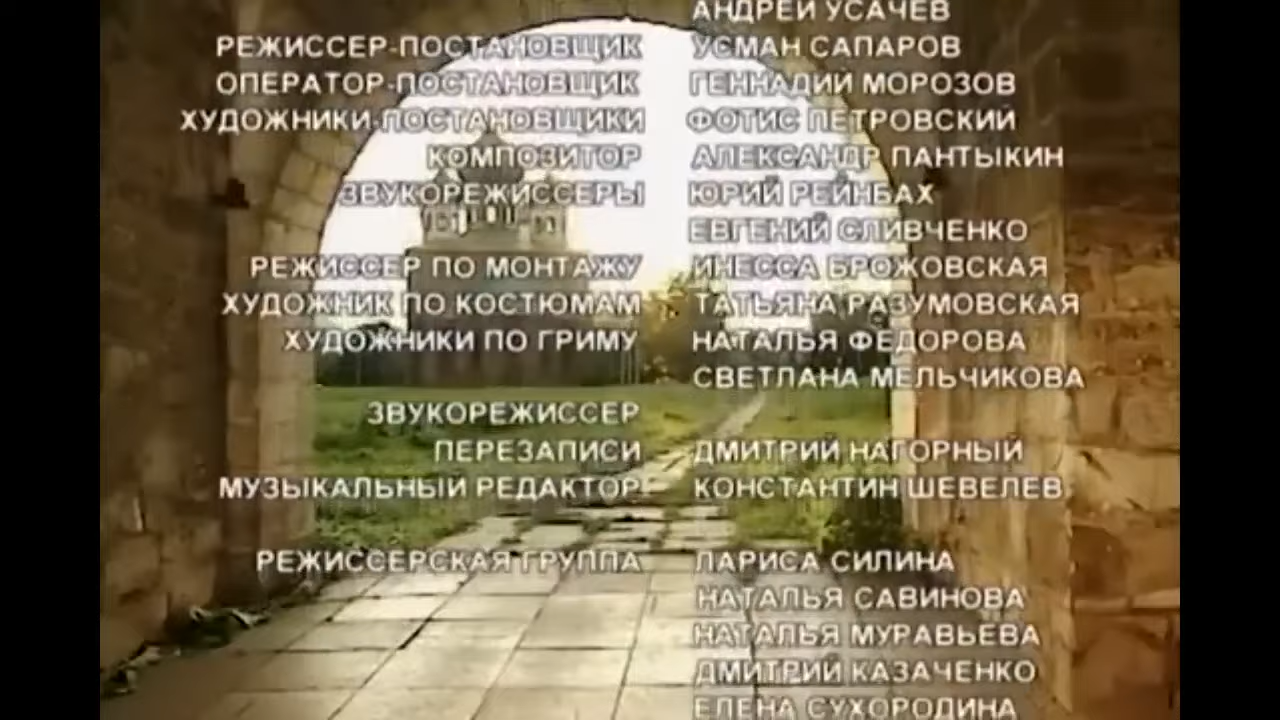 АНДРЕЙ УСАЧЕВ
РЕЖИССЕР-ПОСТАНОВЩИК УСМАН САПАРОВ
ОПЕРАТОР-ПОСТАНОВЩИК ГЕННАДИЙ МОРОЗОВ
ХУДОЖНИКИ-ПОСТАНОВЩИКИ ФОТИС ПЕТРОВСКИЙ
КОМПОЗИТОР АЛЕКСАНДР ПАНТЫКИН
ЗВУКОРЕЖИССЕРЫ ЮРИЙ РЕЙНБАХ
ЕВГЕНИЙ СЛИВЧЕНКО
РЕЖИССЕР ПО МОНТАЖУ ИНЕССА БРОЖОВСКАЯ
ХУДОЖНИК ПО КОСТЮМАМ ТАТЬЯНА РАЗУМОВСКАЯ
ХУДОЖНИКИ ПО ГРИМУ НАТАЛЬЯ ФЕДОРОВА
СВЕТЛАНА МЕЛЬЧИКОВА
ЗВУКОРЕЖИССЕР
ПЕРЕЗАПИСИ ДМИТРИЙ НАГОРНЫЙ
МУЗЫКАЛЬНЫЙ РЕДАКТОР КОНСТАНТИН ШЕВЕЛЕВ
РЕЖИССЕРСКАЯ ГРУППА ЛАРИСА СИЛИНА
НАТАЛЬЯ САВИНОВА
НАТАЛЬЯ МУРАВЬЕВА
ДМИТРИЙ КАЗАЧЕНКО
ЕЛЕНА СУХОРОДИНА